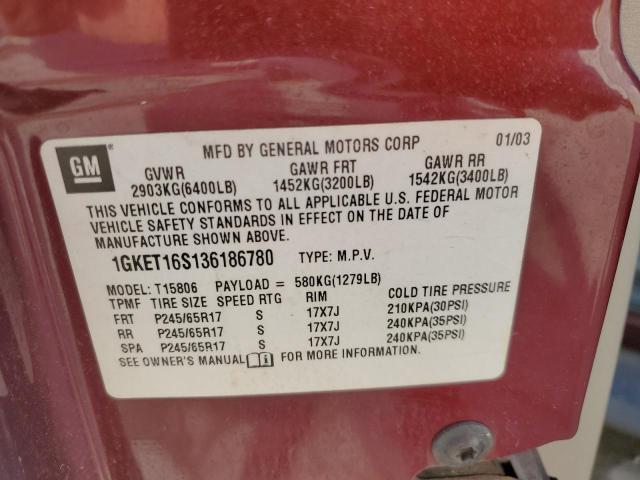 GM
MFD BY GENERAL MOTORS CORP 01/03
GVWR GAWR FRT GAWR RR
2903KG(6400LB) 1452KG(3200LB) 1542KG(3400LB)
THIS VEHICLE CONFORMS TO ALL APPLICABLE U.S. FEDERAL MOTOR
VEHICLE SAFETY STANDARDS IN EFFECT ON THE DATE OF
MANUFACTURE SHOWN ABOVE.
1GKET16S136186780 TYPE: M.P.V.
MODEL: T15806 PAYLOAD = 580KG(1279LB)
TPMF TIRE SIZE SPEED RTG RIM COLD TIRE PRESSURE
FRT P245/65R17 S 17X7J 210KPA(30PSI)
RR P245/65R17 S 17X7J 240KPA(35PSI)
SPA P245/65R17 S 17X7J 240KPA(35PSI)
SEE OWNER'S MANUAL FOR MORE INFORMATION.